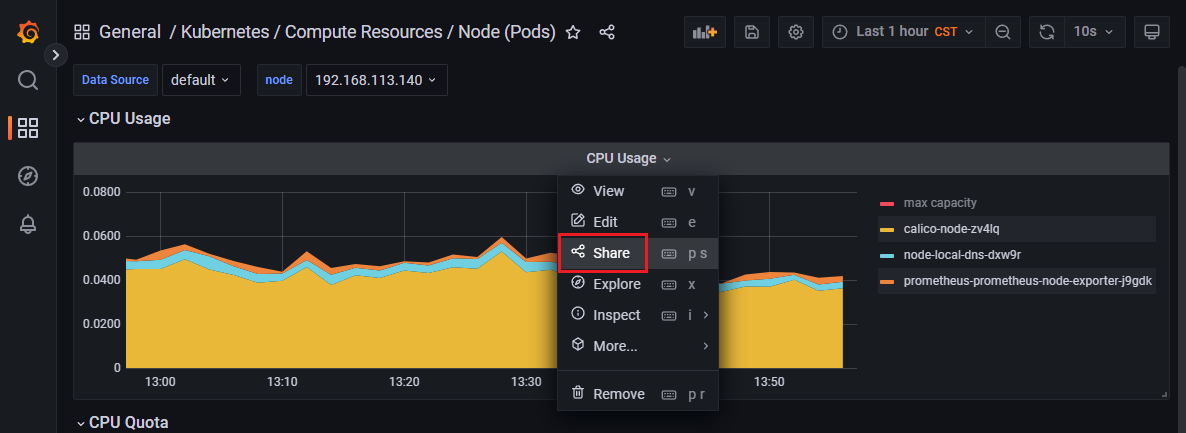 General / Kubernetes / Compute Resources / Node (Pods)
Last 1 hour CST
10s
Data Source default node 192.168.113.140
CPU Usage
CPU Usage
0.0800
0.0600
0.0400
0.0200
0
13:00 13:10 13:20 13:30 13:50
View v
Edit e
Share p s
Explore x
Inspect i
More...
Remove p r
max capacity
calico-node-zv4lq
node-local-dns-dxw9r
prometheus-prometheus-node-exporter-j9gdk
CPU Quota